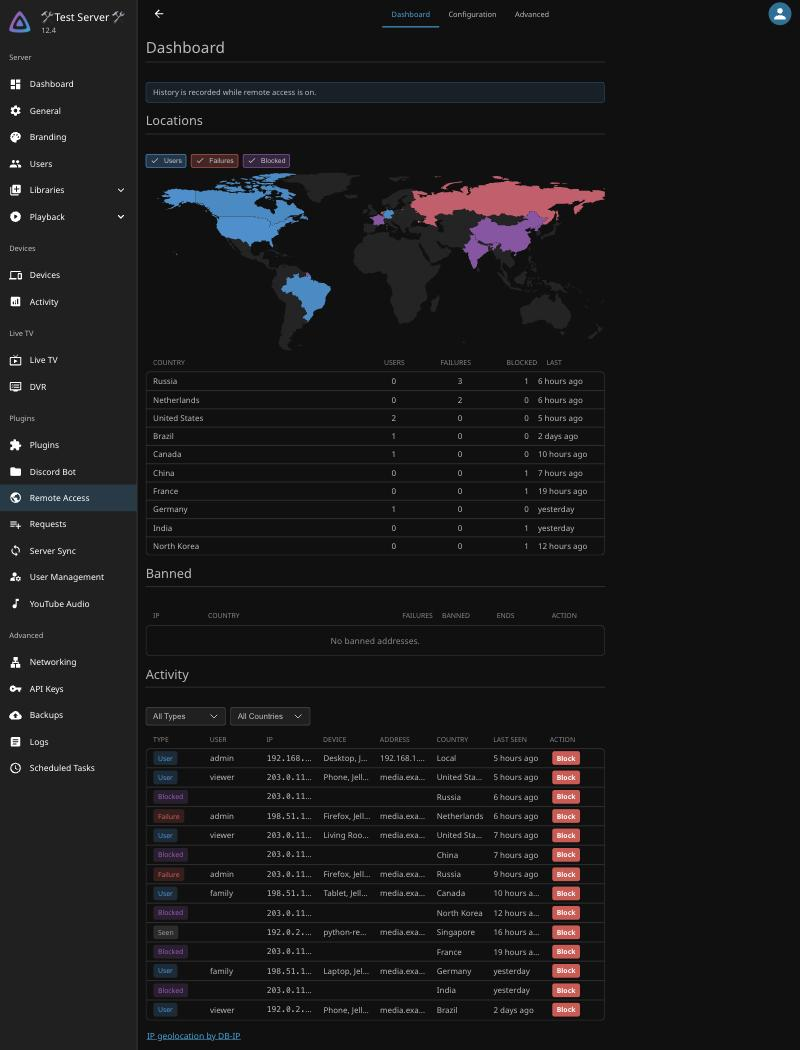 🛠️Test Server🛠️
12.4
Server
Dashboard
General
Branding
Users
Libraries
Playback
Devices
Devices
Activity
Live TV
Live TV
DVR
Plugins
Plugins
Discord Bot
Remote Access
Requests
Server Sync
User Management
YouTube Audio
Advanced
Networking
API Keys
Backups
Logs
Scheduled Tasks
Dashboard Configuration Advanced
Dashboard
History is recorded while remote access is on.
Locations
Users Failures Blocked
COUNTRY USERS FAILURES BLOCKED LAST
Russia 0 3 1 6 hours ago
Netherlands 0 2 0 6 hours ago
United States 2 0 0 5 hours ago
Brazil 1 0 0 2 days ago
Canada 1 0 0 10 hours ago
China 0 0 1 7 hours ago
France 0 0 1 19 hours ago
Germany 1 0 0 yesterday
India 0 0 1 yesterday
North Korea 0 0 1 12 hours ago
Banned
IP COUNTRY FAILURES BANNED ENDS ACTION
No banned addresses.
Activity
All Types All Countries
TYPE USER IP DEVICE ADDRESS COUNTRY LAST SEEN ACTION
User admin 192.168.... Desktop, J... 192.168.1.... Local 5 hours ago Block
User viewer 203.0.11... Phone, Jell... media.exa... United Sta... 5 hours ago Block
Blocked 203.0.11... Russia 6 hours ago Block
Failure admin 198.51.1... Firefox, Jell... media.exa... Netherlands 6 hours ago Block
User viewer 203.0.11... Living Roo... media.exa... United Sta... 7 hours ago Block
Blocked 203.0.11... China 7 hours ago Block
Failure admin 203.0.11... Firefox, Jell... media.exa... Russia 9 hours ago Block
User family 198.51.1... Tablet, Jell... media.exa... Canada 10 hours a... Block
Blocked 203.0.11... North Korea 12 hours a... Block
Seen 192.0.2.... python-re... media.exa... Singapore 16 hours a... Block
Blocked 203.0.11... France 19 hours a... Block
User family 198.51.1... Laptop, Jel... media.exa... Germany yesterday Block
Blocked 203.0.11... India yesterday Block
User viewer 192.0.2.... Phone, Jell... media.exa... Brazil 2 days ago Block
IP geolocation by DB-IP